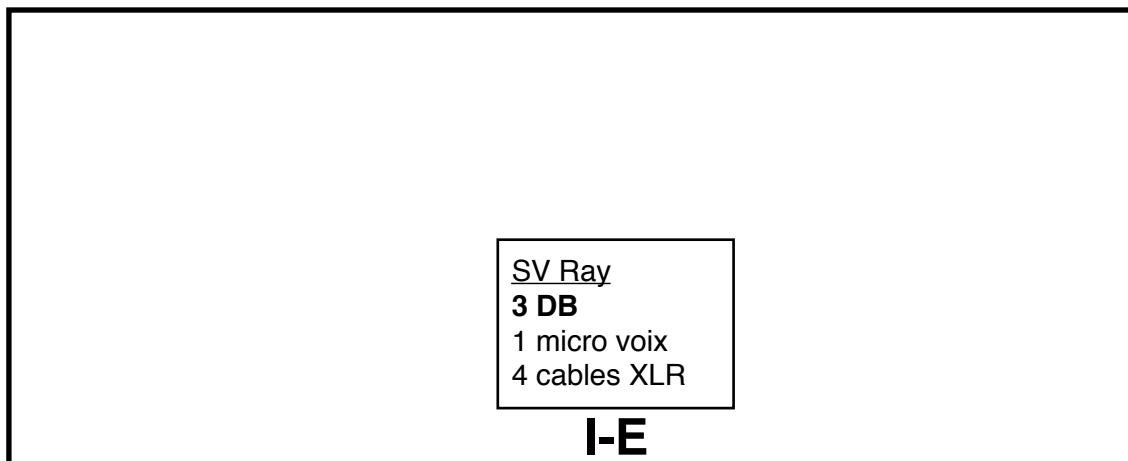 SV Ray
3 DB
1 micro voix
4 cables XLR
I-E